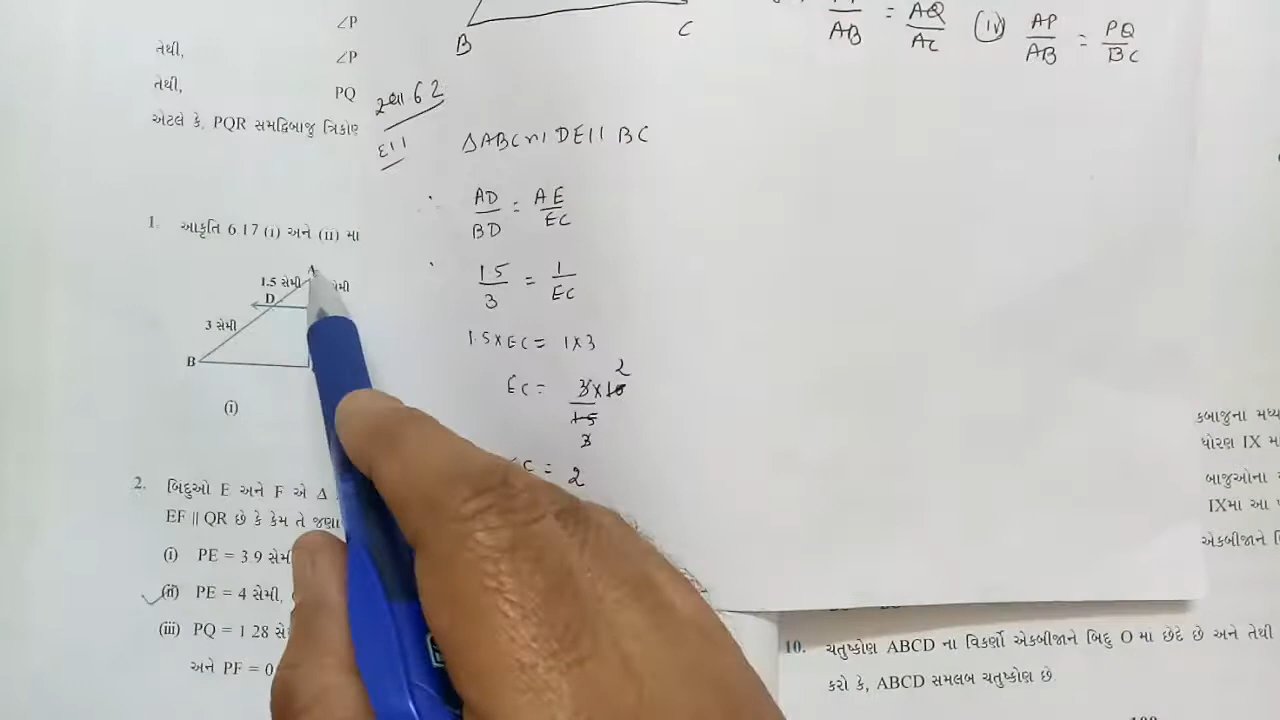 ∠P
તેથી, ∠P
તેથી, PQ
એટલે કે, PQR સમદ્વિબાજુ ત્રિકોણ
1. આકૃતિ 6.17 (i) અને (ii) મા
A
1.5 સેમી
સેમી
D
3 સેમી
B
(i)
2. બિંદુઓ E અને F એ Δ
EF || QR છે કે કેમ તે જણા
(i) PE = 3 9 સેમી
(ii) PE = 4 સેમી,
(iii) PQ = 1 28 સે
અને PF = 0
B C
AB = AQ/AC (iv) AP/AB = PQ/BC
6 2
ΔABCમાં DE || BC
∴ AD/BD = AE/EC
1.5/3 = 1/EC
1.5 x EC = 1 x 3
2
EC = 3 x 10
15
3
EC = 2
કબાજુના મધ્ય
ધોરણ IX મ
બાજુઓના
IXમા આ
એકબીજાને
10. ચતુષ્કોણ ABCD ના વિકર્ણો એકબીજાને બિંદુ O મા છેદે છે અને તેથી
કરો કે, ABCD સમલબ ચતુષ્કોણ છે